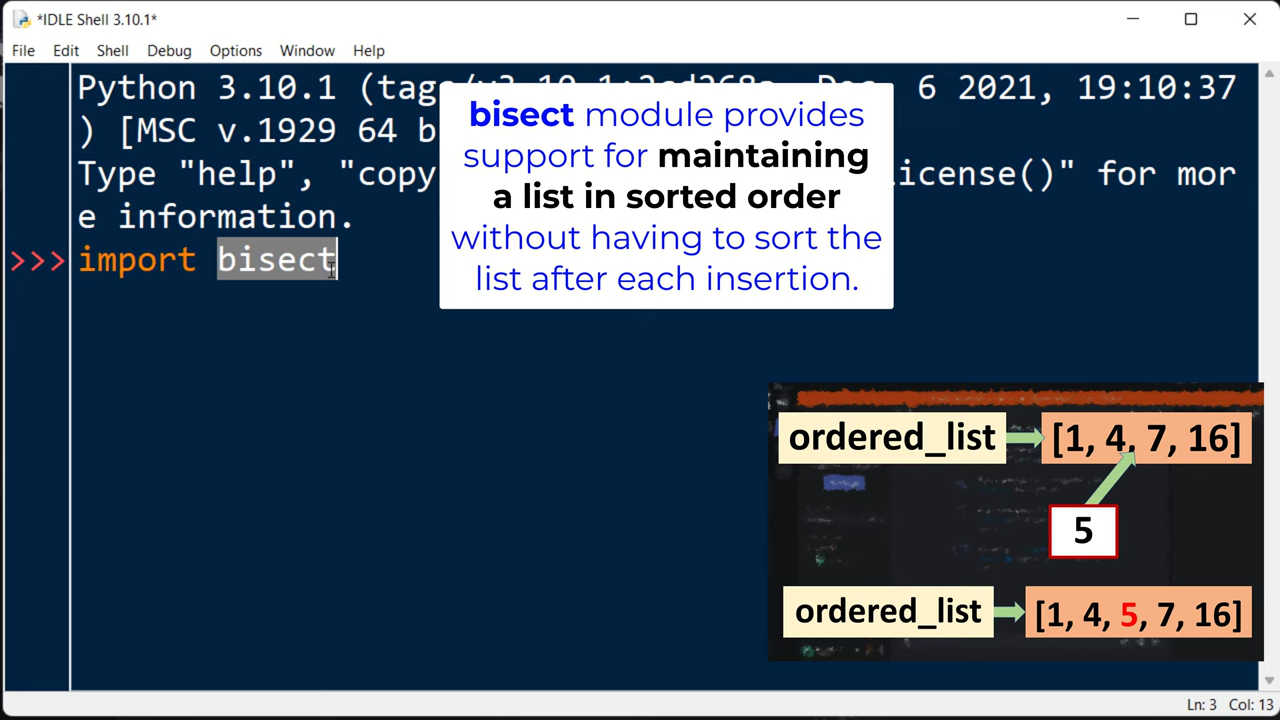 *IDLE Shell 3.10.1*
File Edit Shell Debug Options Window Help
Python 3.10.1 (tags 6 2021, 19:10:37
) [MSC v.1929 64 b
Type "help", "copy icense()" for mor
e information.
>>> import bisect
bisect module provides
support for maintaining
a list in sorted order
without having to sort the
list after each insertion.
ordered_list [1, 4, 7, 16]
5
ordered_list [1, 4, 5, 7, 16]
Ln: 3 Col: 13